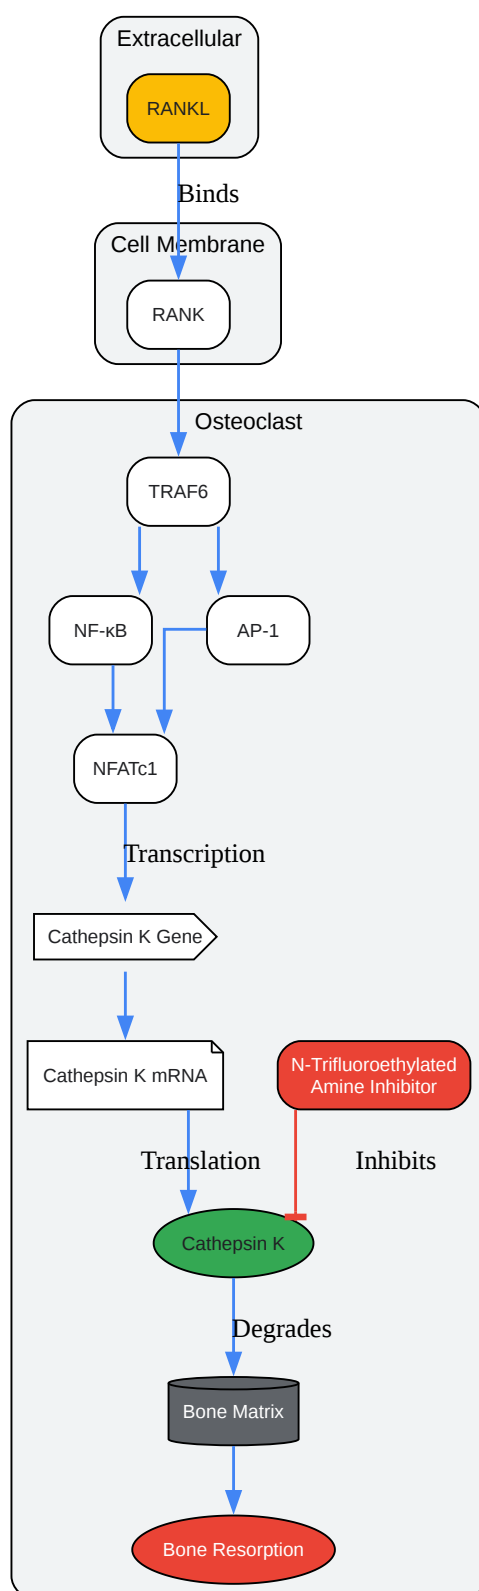 Extracellular
RANKL
Binds
Cell Membrane
RANK
Osteoclast
TRAF6
NF-κB
AP-1
NFATc1
Transcription
Cathepsin K Gene
Cathepsin K mRNA
N-Trifluoroethylated
Amine Inhibitor
Translation
Inhibits
Cathepsin K
Degrades
Bone Matrix
Bone Resorption